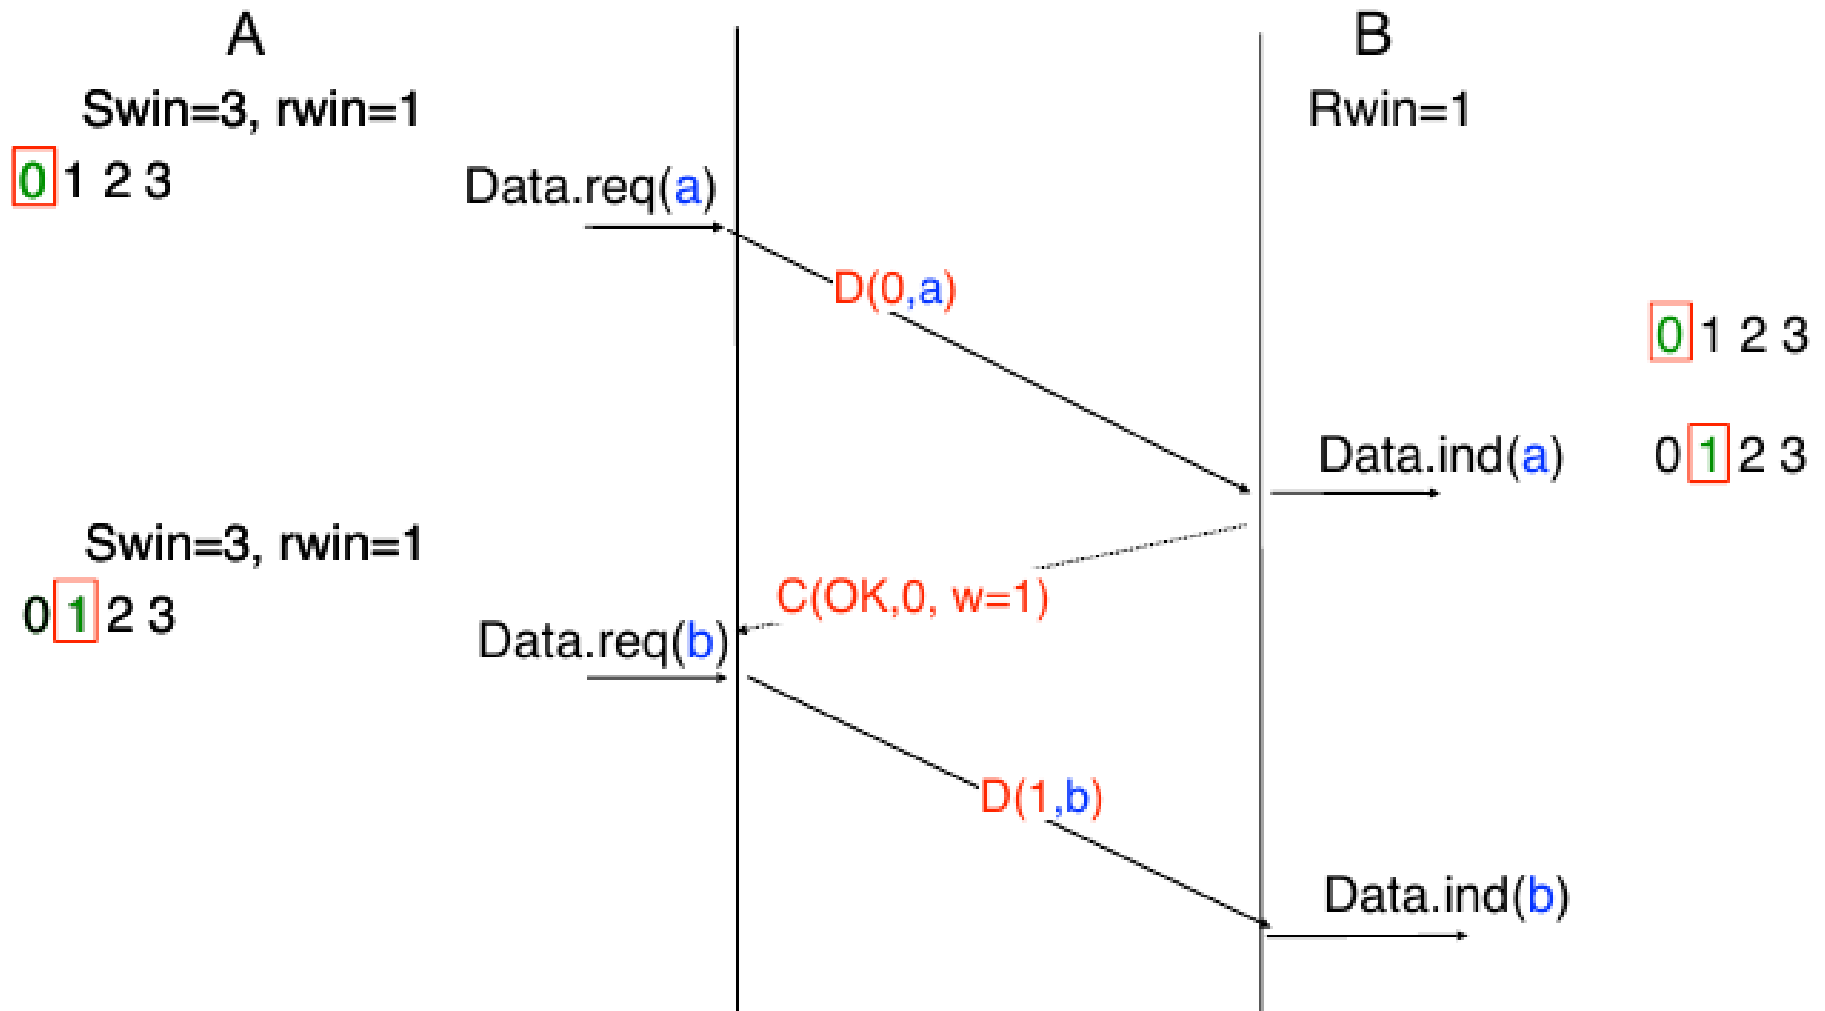 A
B
Swin=3, rwin=1
Rwin=1
0 1 2 3
Data.req(a)
D(0,a)
0 1 2 3
Data.ind(a)
0 1 2 3
Swin=3, rwin=1
C(OK,0, w=1)
0 1 2 3
Data.req(b)
D(1,b)
Data.ind(b)